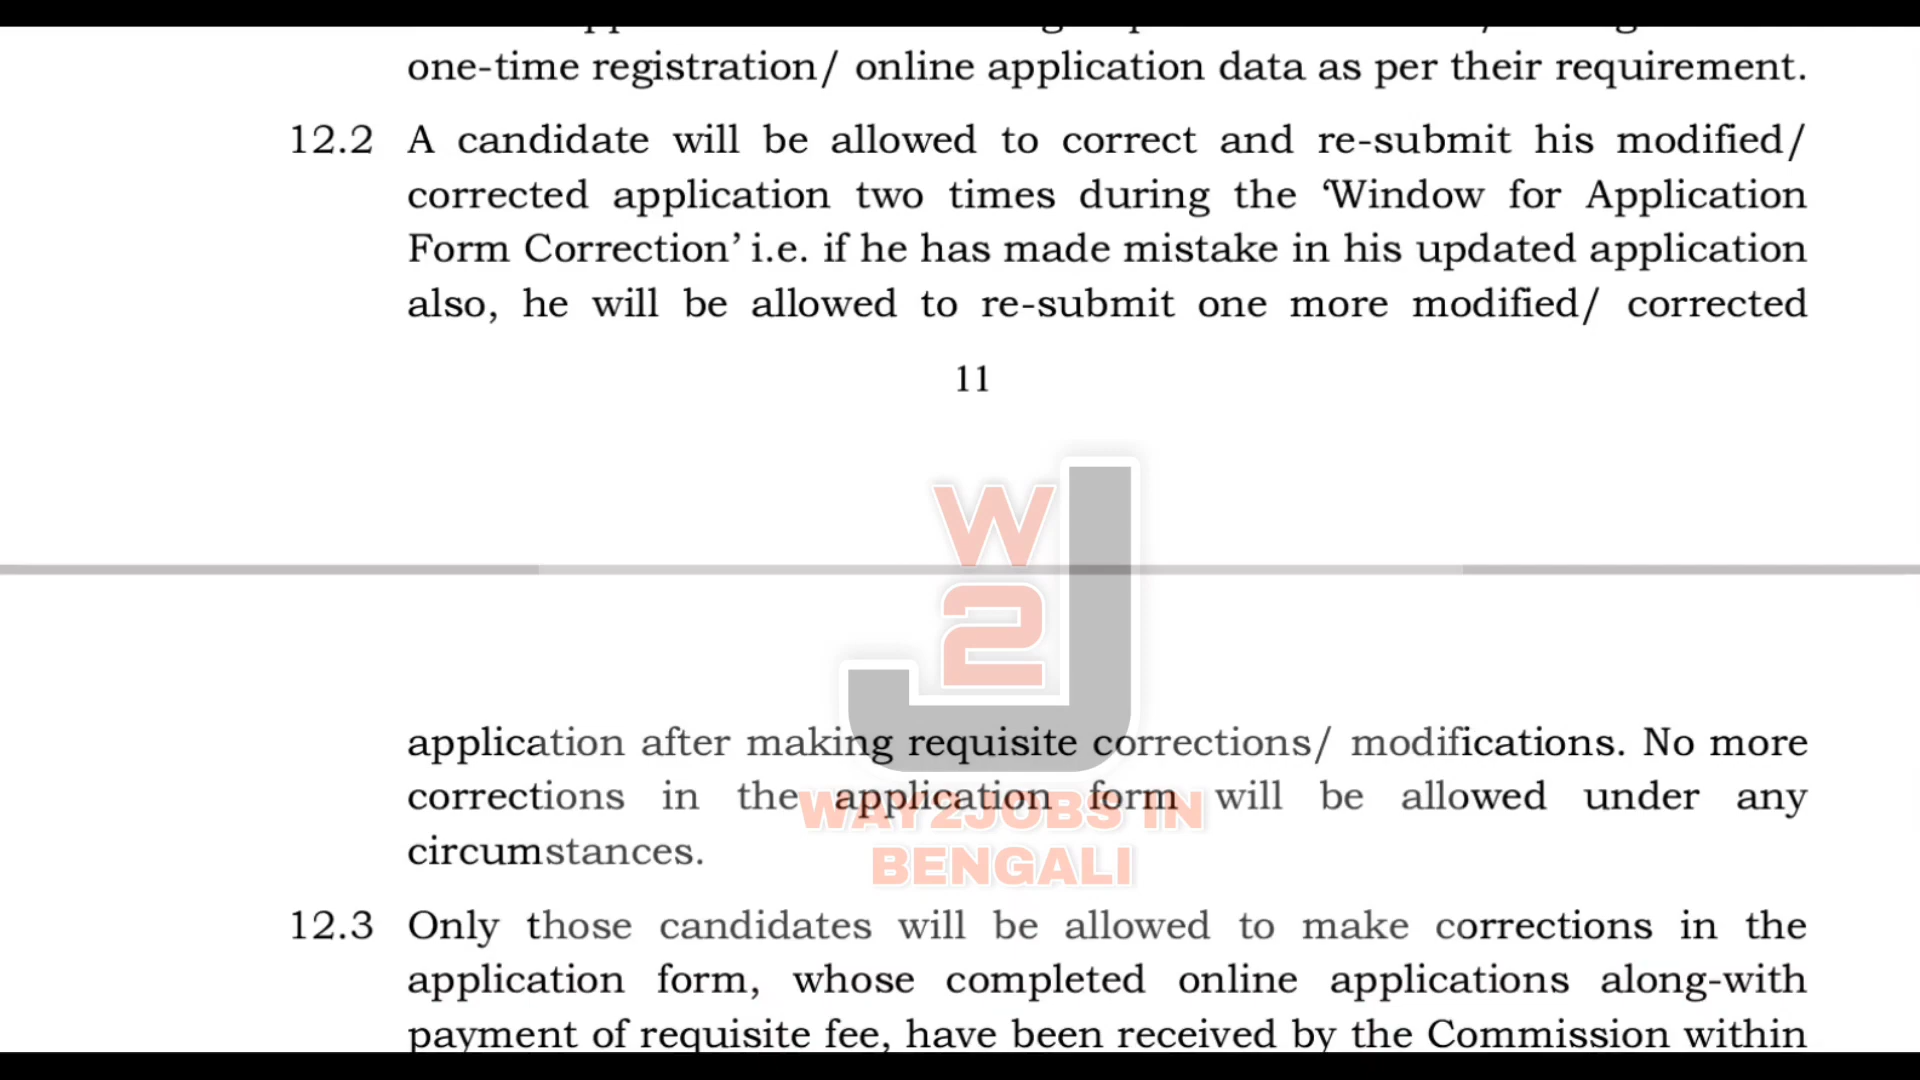 one-time registration/ online application data as per their requirement.
12.2 A candidate will be allowed to correct and re-submit his modified/
corrected application two times during the ‘Window for Application
Form Correction’ i.e. if he has made mistake in his updated application
also, he will be allowed to re-submit one more modified/ corrected
11
W
2
J
application after making requisite corrections/ modifications. No more
corrections in the application form will be allowed under any
circumstances.
WAY2JOBS IN
BENGALI
12.3 Only those candidates will be allowed to make corrections in the
application form, whose completed online applications along-with
payment of requisite fee, have been received by the Commission within